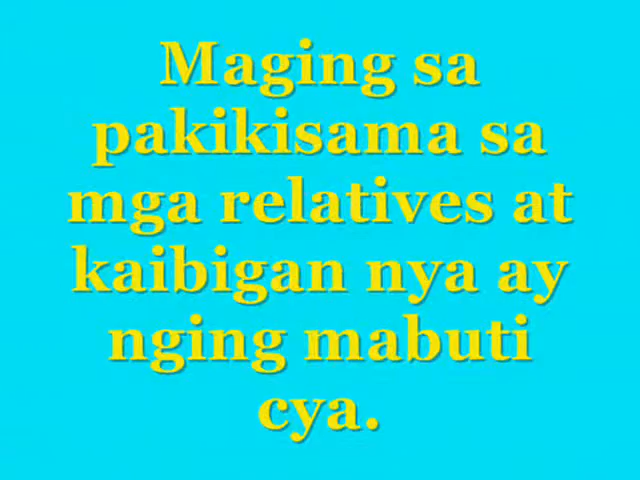 Maging sa
pakikisama sa
mga relatives at
kaibigan nya ay
nging mabuti
cya.